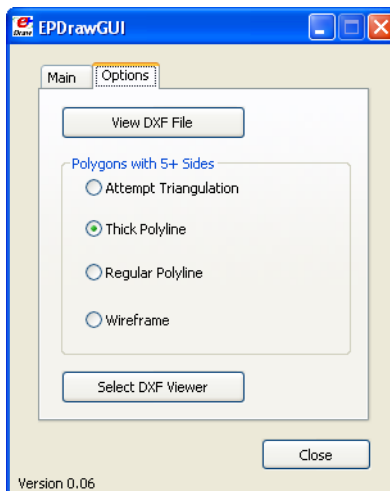 e
Draw
EPDrawGUI
Main
Options
View DXF File
Polygons with 5+ Sides
Attempt Triangulation
Thick Polyline
Regular Polyline
Wireframe
Select DXF Viewer
Close
Version 0.06